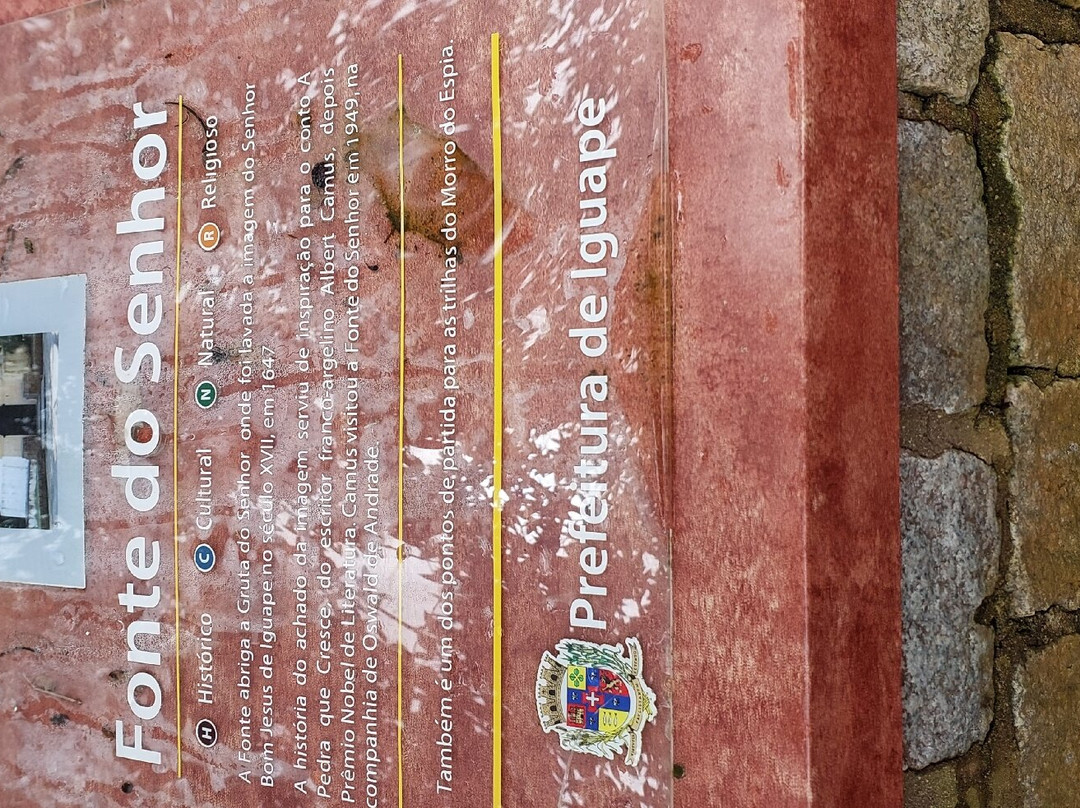 Fonte do Senhor
H Histórico C Cultural N Natural R Religioso
A Fonte abriga a Gruta do Senhor onde foi lavada a imagem do Senhor
Bom Jesus de Iguape no século XVII, em 1647
A história do achado da imagem serviu de inspiração para o conto A
Pedra que Cresce, do escritor franco-argelino Albert Camus, depois
Prêmio Nobel de Literatura. Camus visitou a Fonte do Senhor em 1949, na
companhia de Oswald de Andrade.
Também é um dos pontos de partida para as trilhas do Morro do Espia.
Prefeitura de Iguape